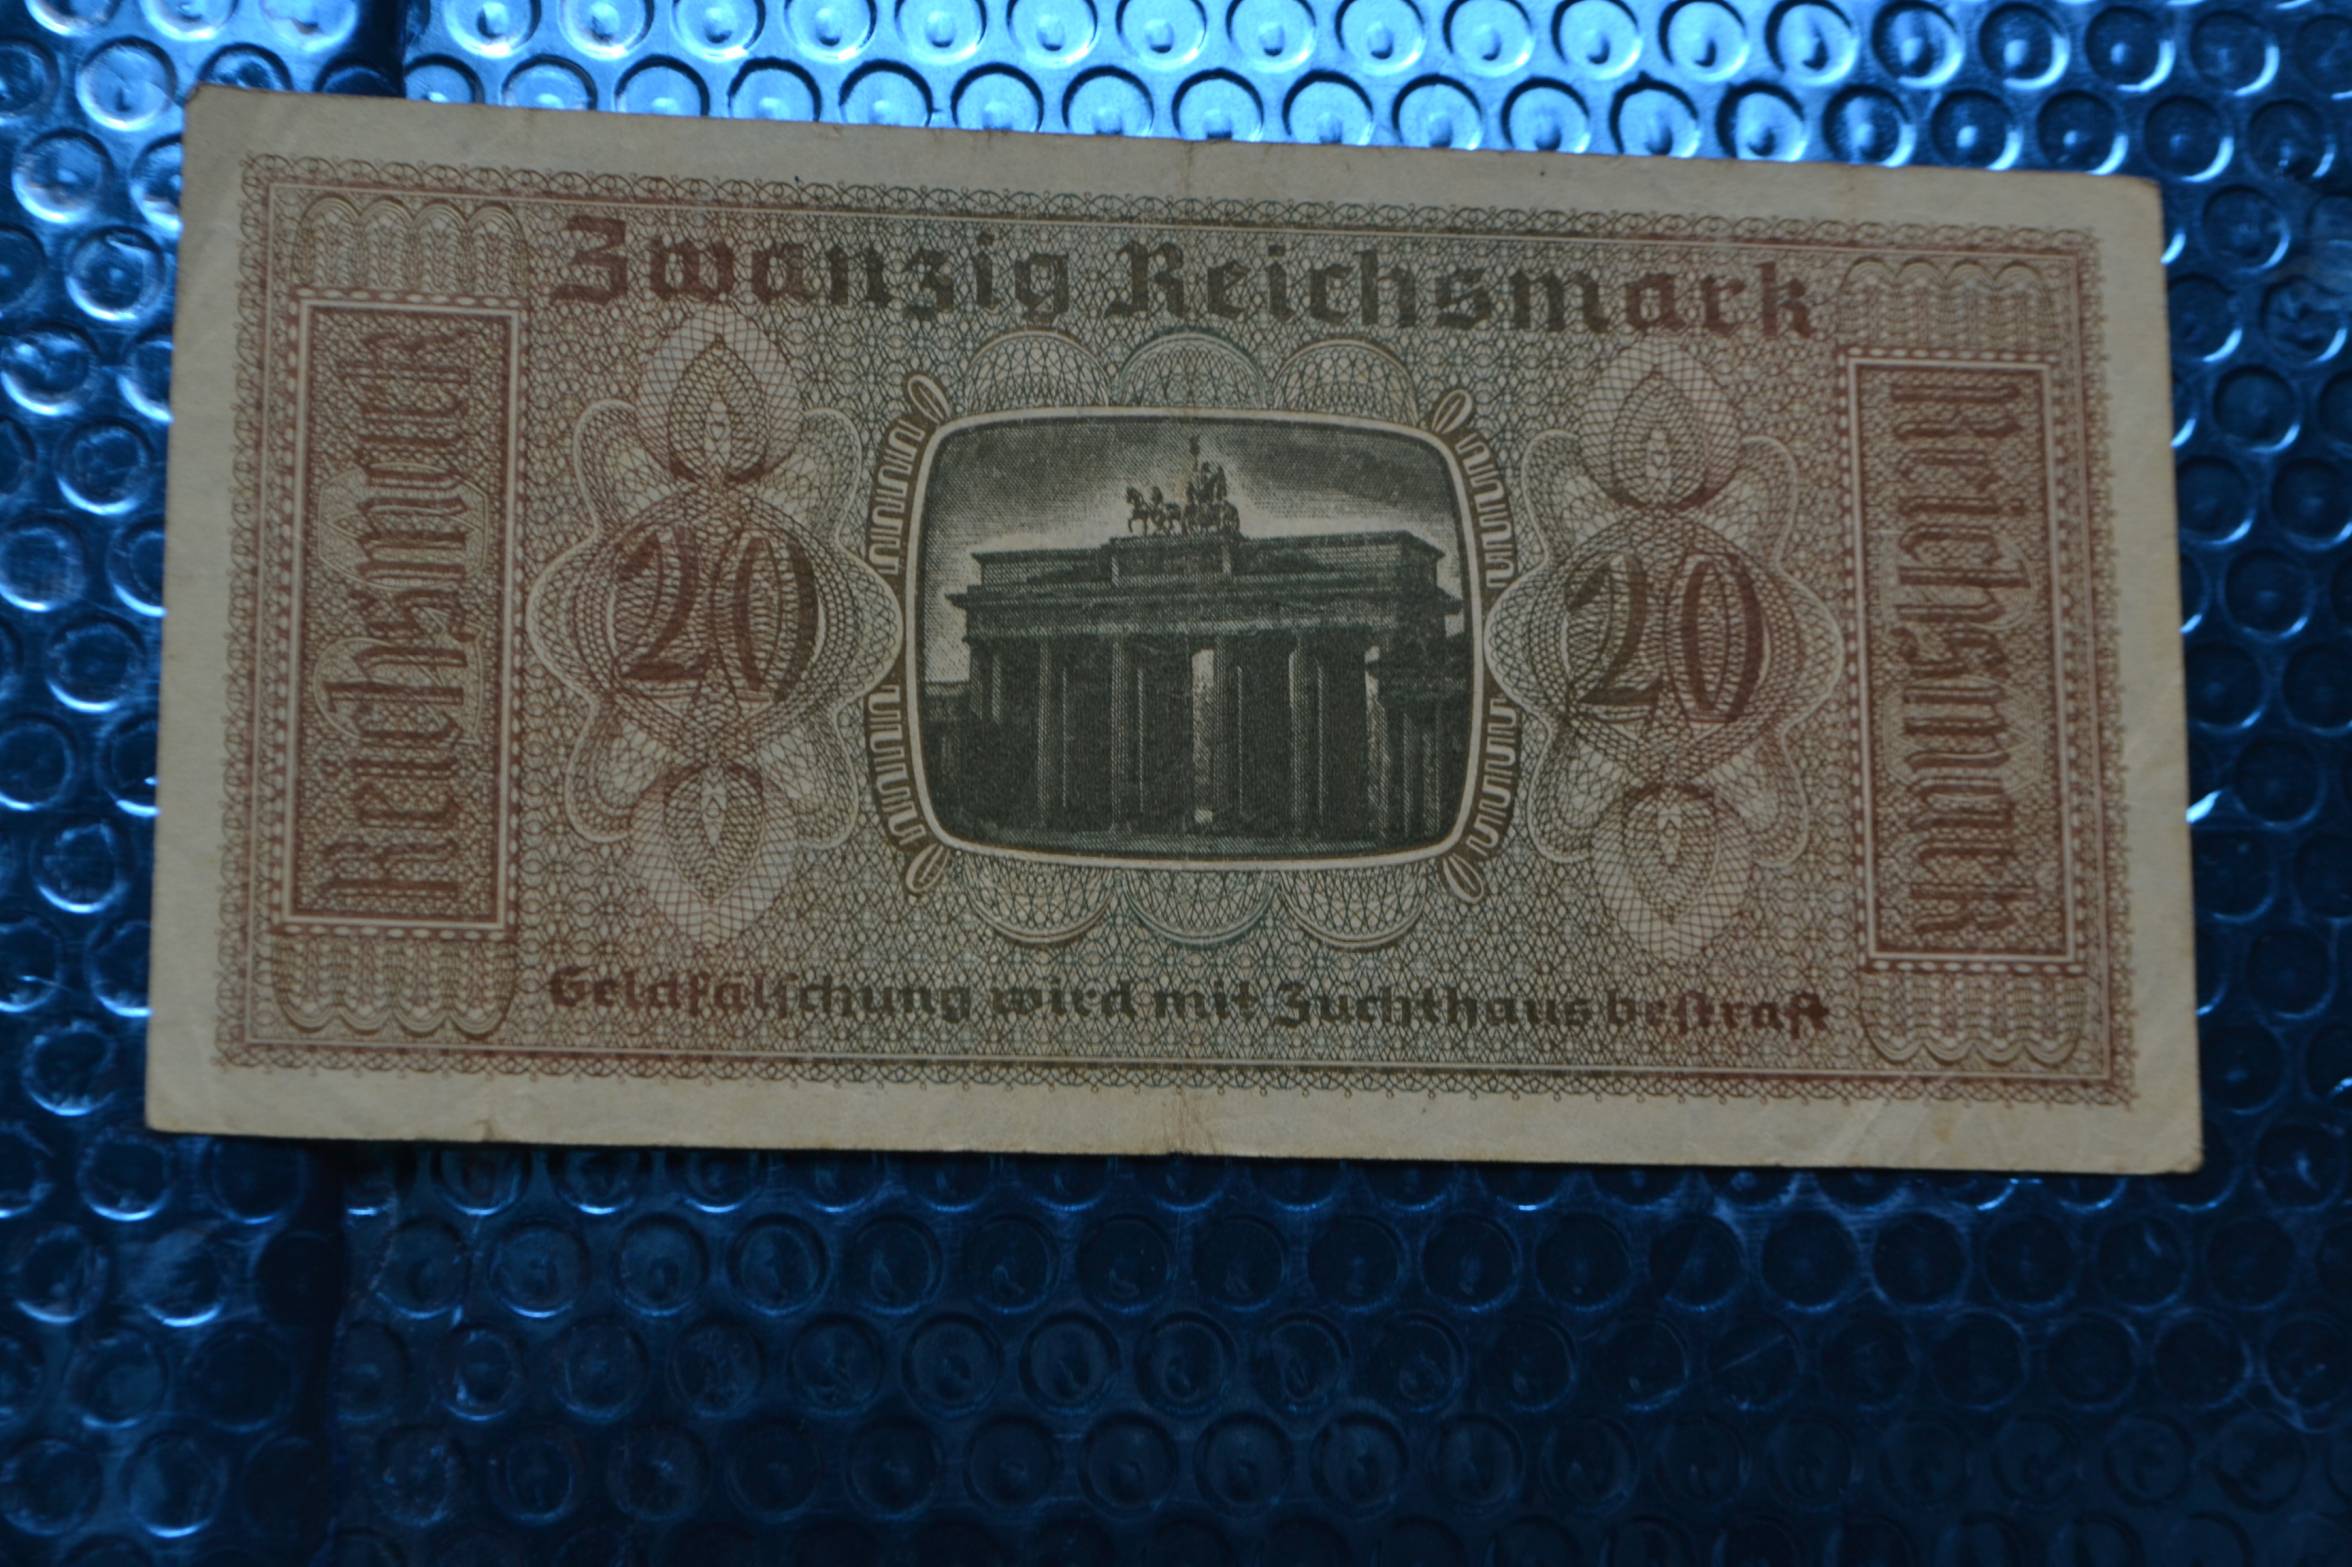 Zwanzig Reichsmark
Reichsmark
20
20
Reichsmark
Geldfälschung wird mit Zuchthaus bestraft